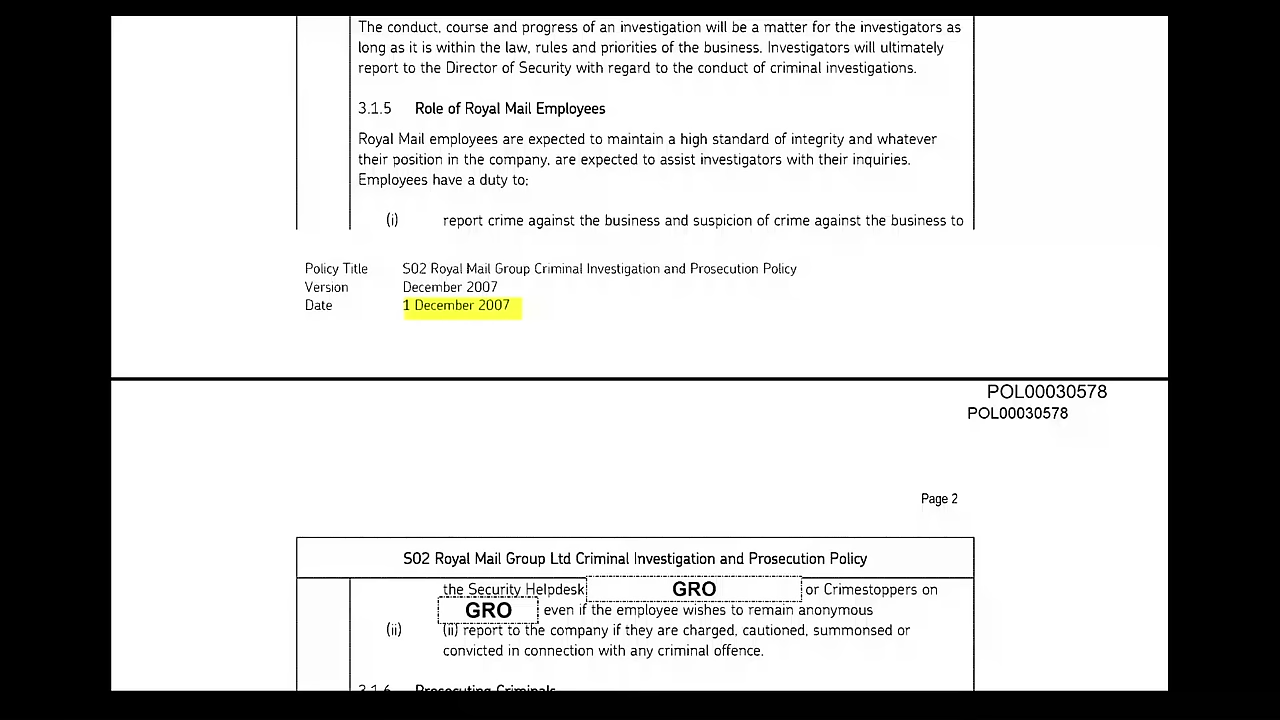 The conduct, course and progress of an investigation will be a matter for the investigators as
long as it is within the law, rules and priorities of the business. Investigators will ultimately
report to the Director of Security with regard to the conduct of criminal investigations.
3.1.5 Role of Royal Mail Employees
Royal Mail employees are expected to maintain a high standard of integrity and whatever
their position in the company, are expected to assist investigators with their inquiries.
Employees have a duty to;
(i) report crime against the business and suspicion of crime against the business to
Policy Title S02 Royal Mail Group Criminal Investigation and Prosecution Policy
Version December 2007
Date 1 December 2007
POL00030578
POL00030578
Page 2
S02 Royal Mail Group Ltd Criminal Investigation and Prosecution Policy
the Security Helpdesk GRO or Crimestoppers on
GRO even if the employee wishes to remain anonymous
(ii) (ii) report to the company if they are charged, cautioned, summonsed or
convicted in connection with any criminal offence.
3.1.6 Prosecuting Criminals